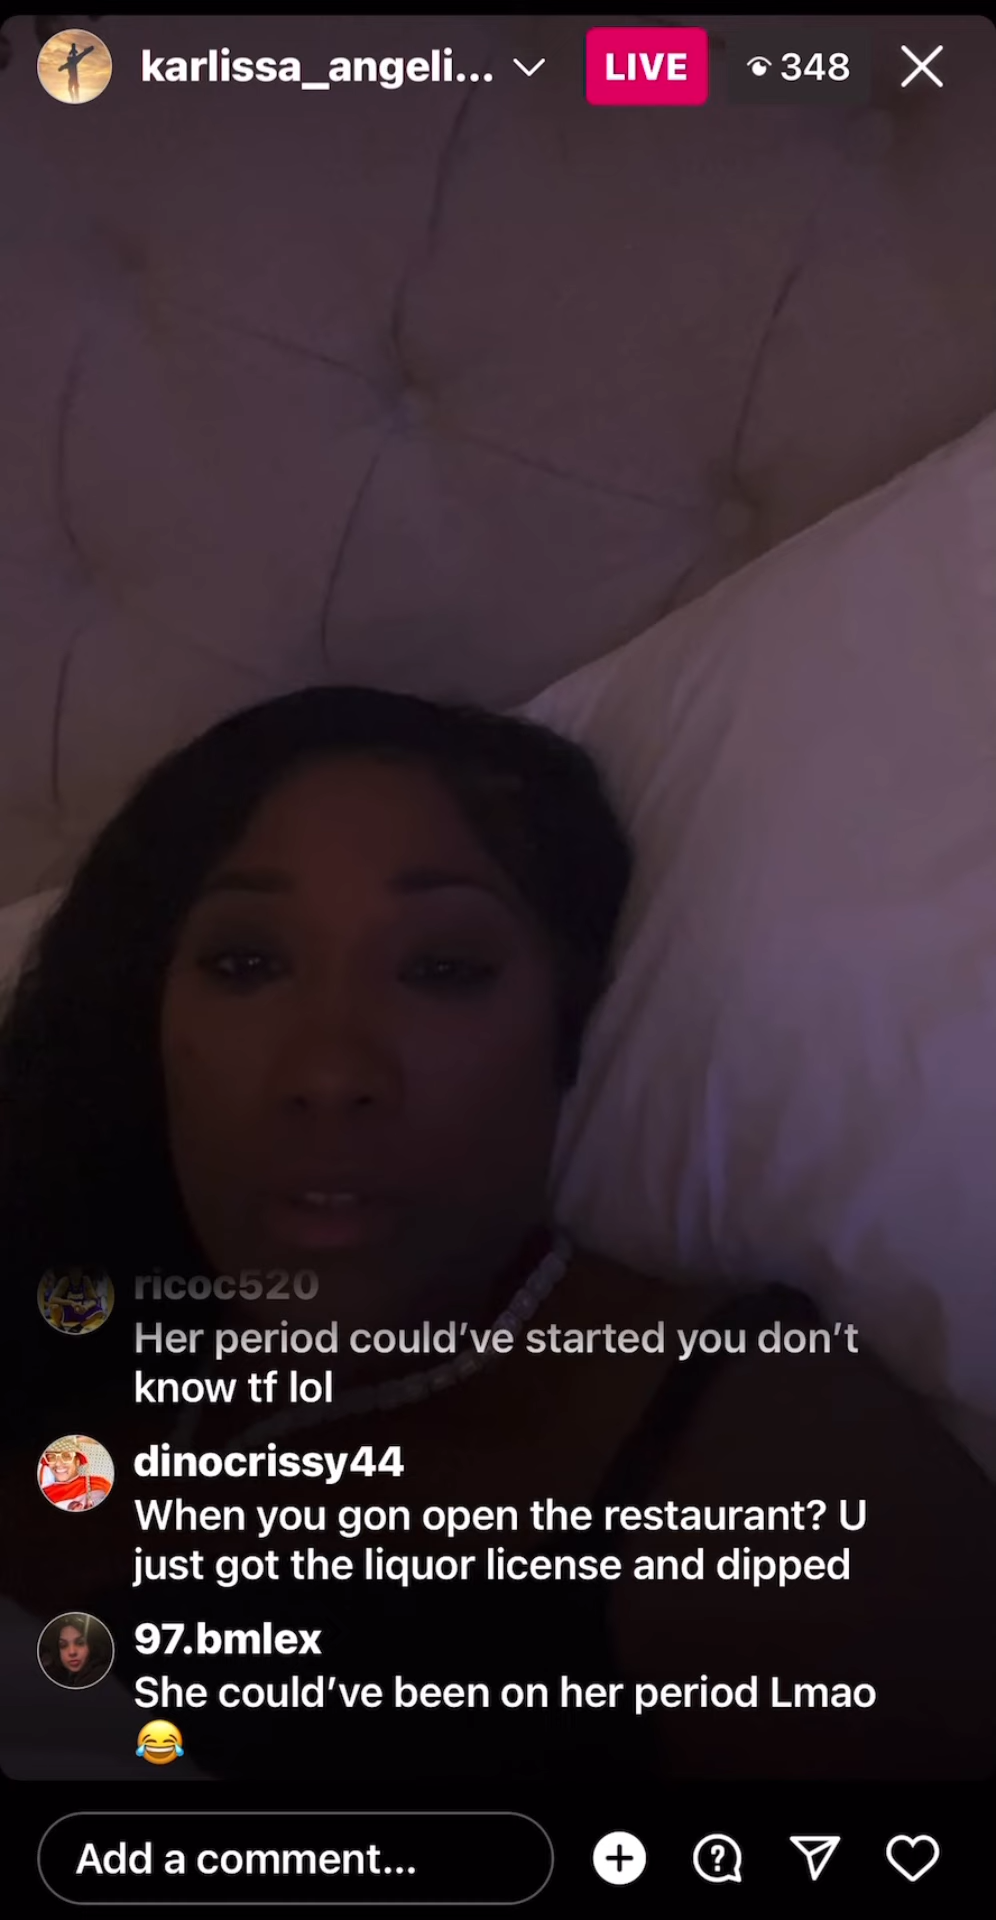 karlissa_angeli...
LIVE
348
ricoc520
Her period could’ve started you don’t
know tf lol
dinocrissy44
When you gon open the restaurant? U
just got the liquor license and dipped
97.bmlex
She could’ve been on her period Lmao
😂
Add a comment...